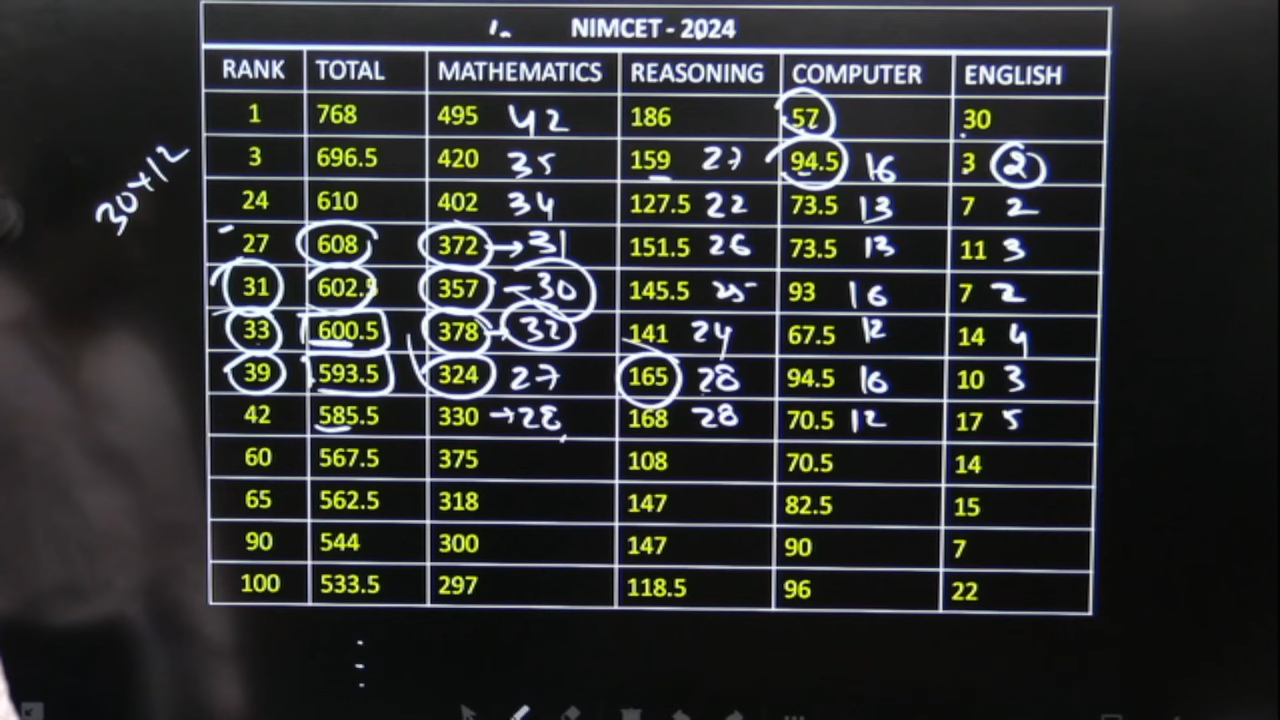 NIMCET - 2024
RANK TOTAL MATHEMATICS REASONING COMPUTER ENGLISH
1 768 495 42 186 57 30
3 696.5 420 35 159 27 94.5 16 3 2
30x12
24 610 402 34 127.5 22 73.5 13 7 2
27 608 372 →31 151.5 26 73.5 13 11 3
31 602.5 357 -30 145.5 25 93 16 7 2
33 600.5 378 →32 141 24 67.5 12 14 4
39 593.5 324 27 165 28 94.5 16 10 3
42 585.5 330 →28 168 28 70.5 12 17 5
60 567.5 375 108 70.5 14
65 562.5 318 147 82.5 15
90 544 300 147 90 7
100 533.5 297 118.5 96 22